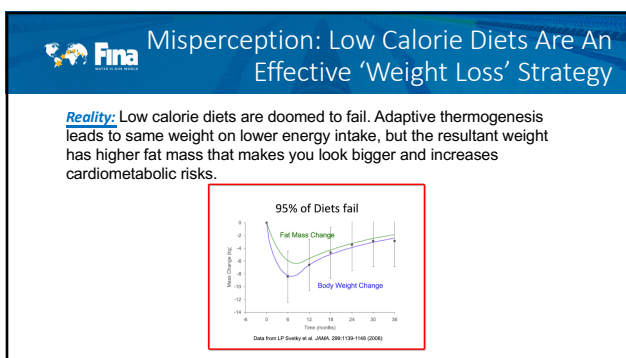 Fina
WATER IS OUR WORLD
Misperception: Low Calorie Diets Are An
Effective ‘Weight Loss’ Strategy
Reality: Low calorie diets are doomed to fail. Adaptive thermogenesis
leads to same weight on lower energy intake, but the resultant weight
has higher fat mass that makes you look bigger and increases
cardiometabolic risks.
95% of Diets fail
Mass Change (kg)
0
-2
-4
-6
-8
-10
-12
-14
Fat Mass Change
Body Weight Change
-6 0 6 12 18 24 30 36
Time (months)
Data from LP Svetky et al. JAMA. 299:1139-1148 (2008)